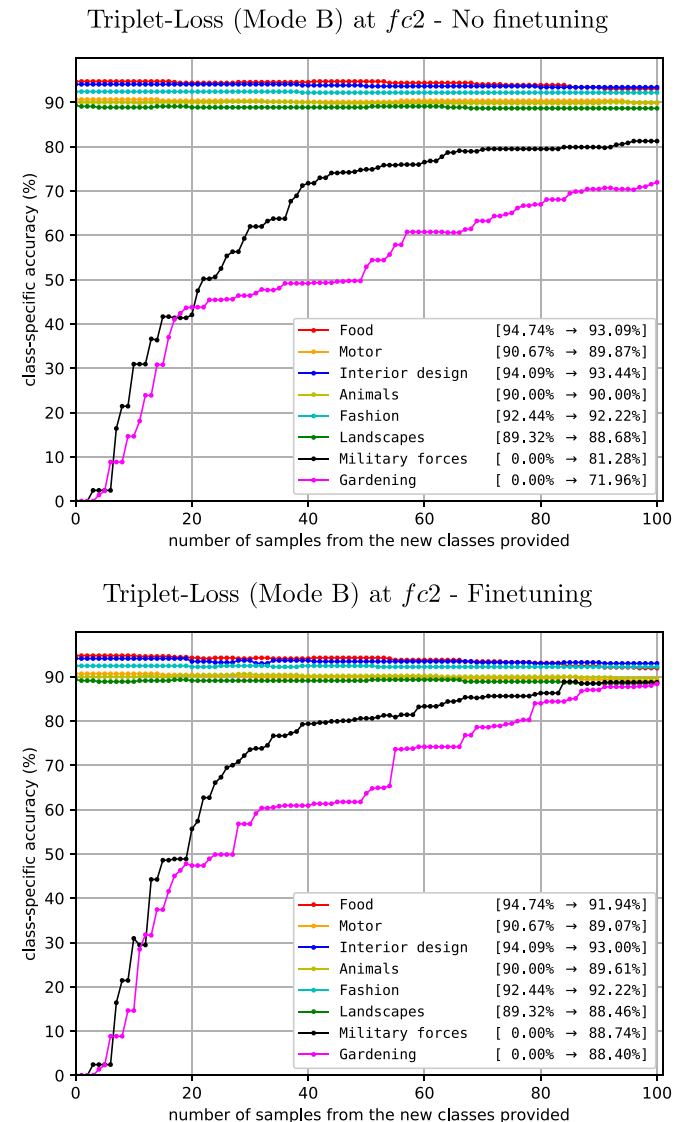 Triplet-Loss (Mode B) at fc2 - No finetuning
90
80
70
60
50
40
30
20
10
0
class-specific accuracy (%)
Food [94.74% → 93.09%]
Motor [90.67% → 89.87%]
Interior design [94.09% → 93.44%]
Animals [90.00% → 90.00%]
Fashion [92.44% → 92.22%]
Landscapes [89.32% → 88.68%]
Military forces [ 0.00% → 81.28%]
Gardening [ 0.00% → 71.96%]
0 20 40 60 80 100
number of samples from the new classes provided
Triplet-Loss (Mode B) at fc2 - Finetuning
90
80
70
60
50
40
30
20
10
0
class-specific accuracy (%)
Food [94.74% → 91.94%]
Motor [90.67% → 89.07%]
Interior design [94.09% → 93.00%]
Animals [90.00% → 89.61%]
Fashion [92.44% → 92.22%]
Landscapes [89.32% → 88.46%]
Military forces [ 0.00% → 88.74%]
Gardening [ 0.00% → 88.40%]
0 20 40 60 80 100
number of samples from the new classes provided